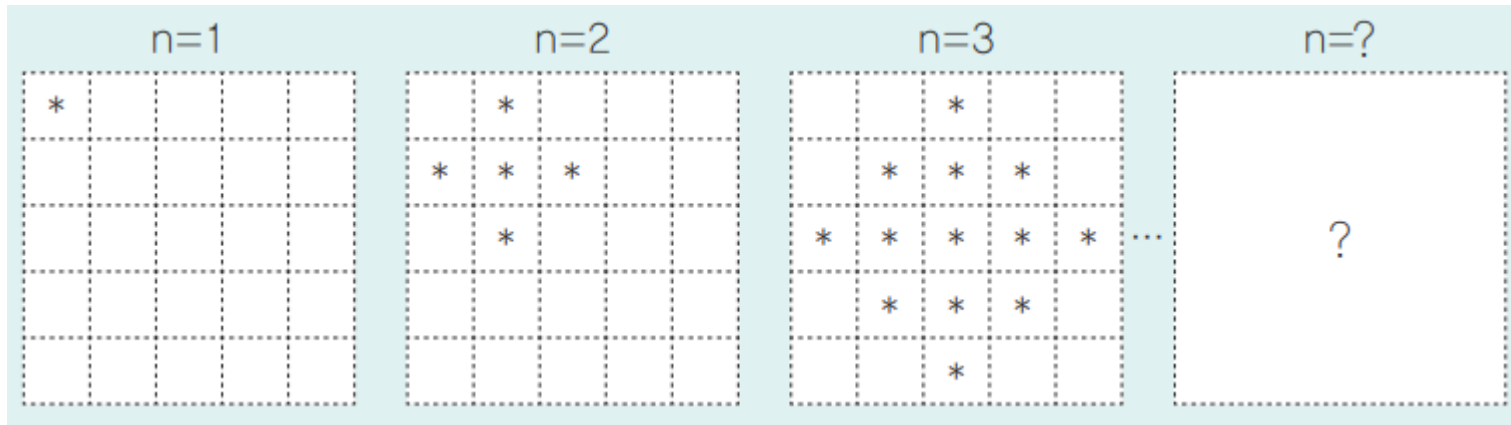 n=1 n=2 n=3 n=?
* * *
* * * * * *
* * * * * * … ?
* * *
*